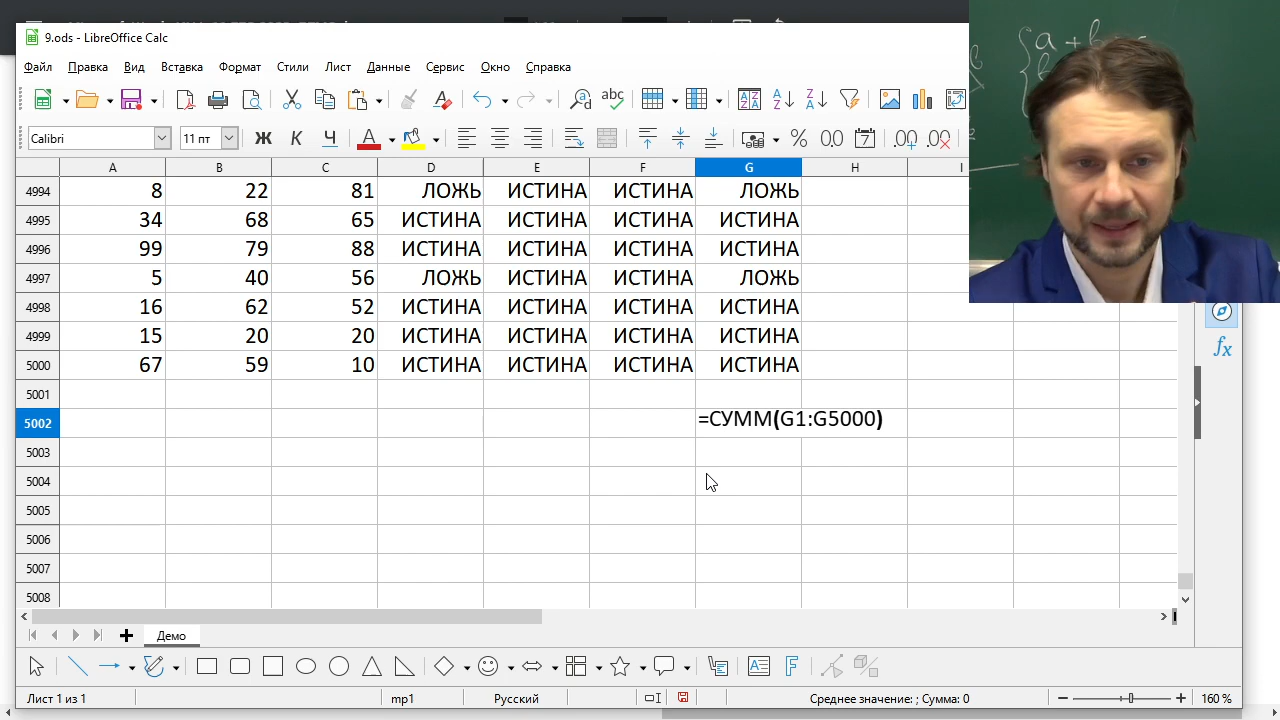 9.ods - LibreOffice Calc
Файл Правка Вид Вставка Формат Стили Лист Данные Сервис Окно Справка
Calibri 11 пт Ж К Ч А
A B C D E F G H I
4994 8 22 81 ЛОЖЬ ИСТИНА ИСТИНА ЛОЖЬ
4995 34 68 65 ИСТИНА ИСТИНА ИСТИНА ИСТИНА
4996 99 79 88 ИСТИНА ИСТИНА ИСТИНА ИСТИНА
4997 5 40 56 ЛОЖЬ ИСТИНА ИСТИНА ЛОЖЬ
4998 16 62 52 ИСТИНА ИСТИНА ИСТИНА ИСТИНА
4999 15 20 20 ИСТИНА ИСТИНА ИСТИНА ИСТИНА
5000 67 59 10 ИСТИНА ИСТИНА ИСТИНА ИСТИНА
5001
5002 =СУММ(G1:G5000)
5003
5004
5005
5006
5007
5008
Демо
Лист 1 из 1 mp1 Русский Среднее значение: ; Сумма: 0 160 %